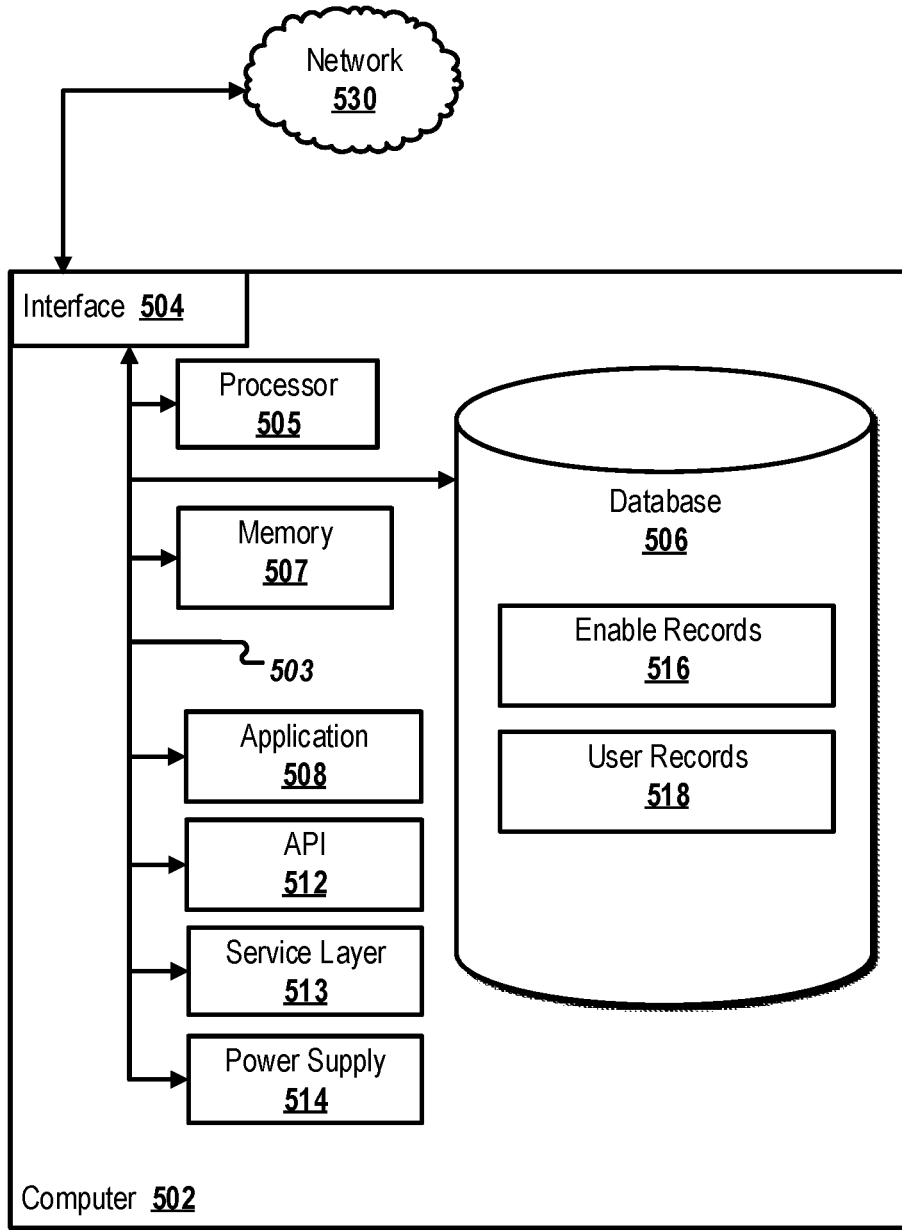 Network
530
Interface 504
Processor
505
Database
506
Memory
507
Enable Records
516
503
Application
508
User Records
518
API
512
Service Layer
513
Power Supply
514
Computer 502